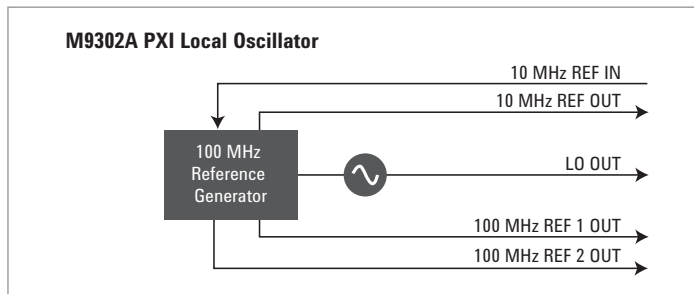 M9302A PXI Local Oscillator
10 MHz REF IN
10 MHz REF OUT
100 MHz
Reference
Generator
LO OUT
100 MHz REF 1 OUT
100 MHz REF 2 OUT